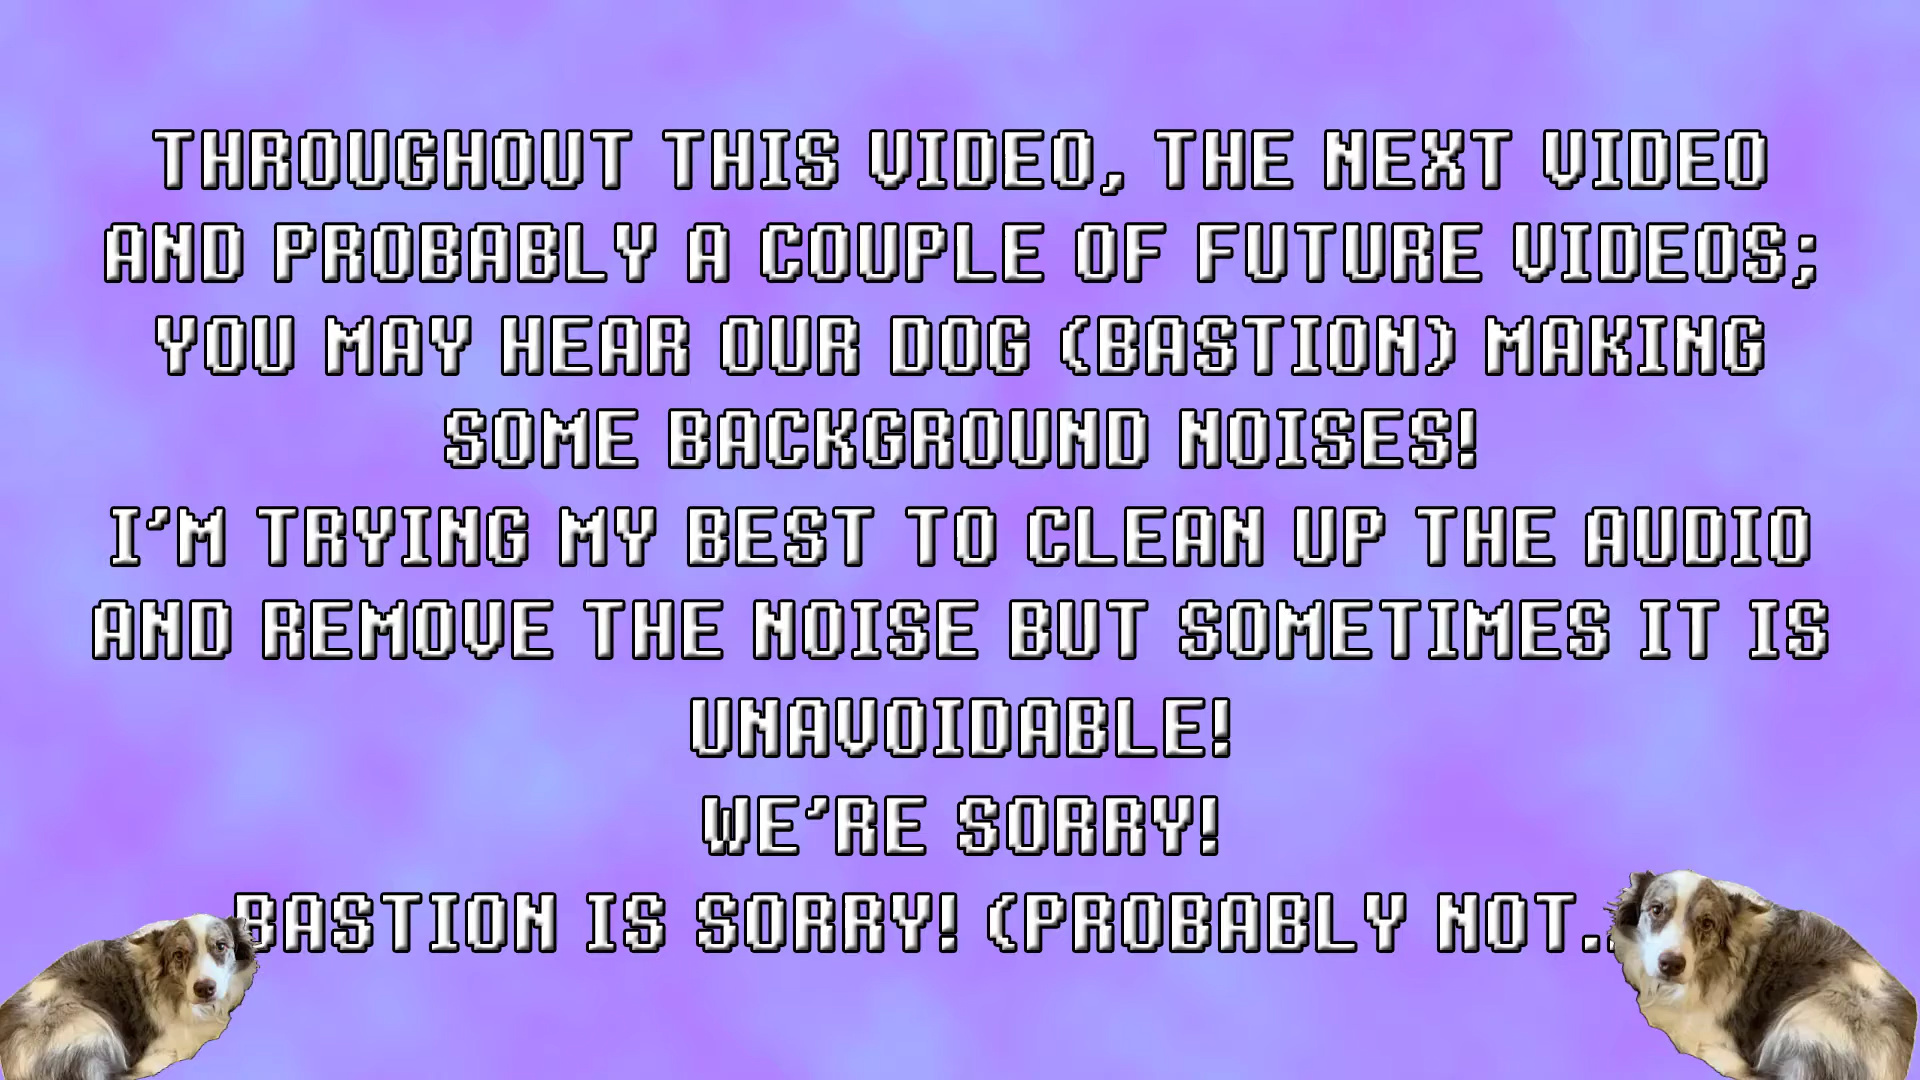 THROUGHOUT THIS VIDEO, THE NEXT VIDEO
AND PROBABLY A COUPLE OF FUTURE VIDEOS;
YOU MAY HEAR OUR DOG (BASTION) MAKING
SOME BACKGROUND NOISES!
I'M TRYING MY BEST TO CLEAN UP THE AUDIO
AND REMOVE THE NOISE BUT SOMETIMES IT IS
UNAVOIDABLE!
WE'RE SORRY!
BASTION IS SORRY! (PROBABLY NOT..